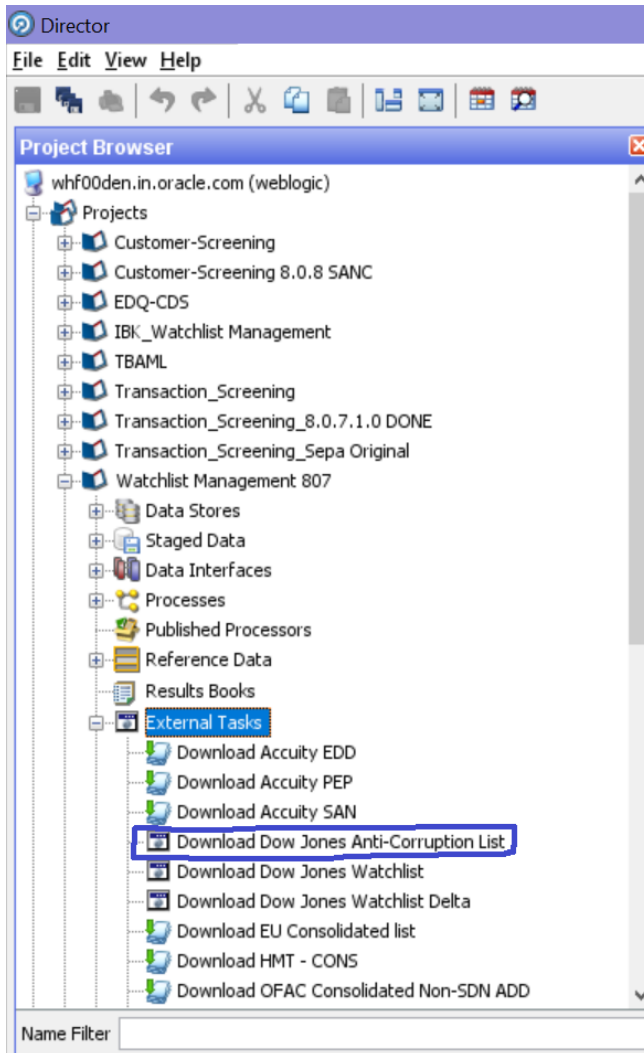 Director
File Edit View Help
Project Browser
whf00den.in.oracle.com (weblogic)
Projects
Customer-Screening
Customer-Screening 8.0.8 SANC
EDQ-CDS
IBK_Watchlist Management
TBAML
Transaction_Screening
Transaction_Screening_8.0.7.1.0 DONE
Transaction_Screening_Sepa Original
Watchlist Management 807
Data Stores
Staged Data
Data Interfaces
Processes
Published Processors
Reference Data
Results Books
External Tasks
Download Accuity EDD
Download Accuity PEP
Download Accuity SAN
Download Dow Jones Anti-Corruption List
Download Dow Jones Watchlist
Download Dow Jones Watchlist Delta
Download EU Consolidated list
Download HMT - CONS
Download OFAC Consolidated Non-SDN ADD
Name Filter